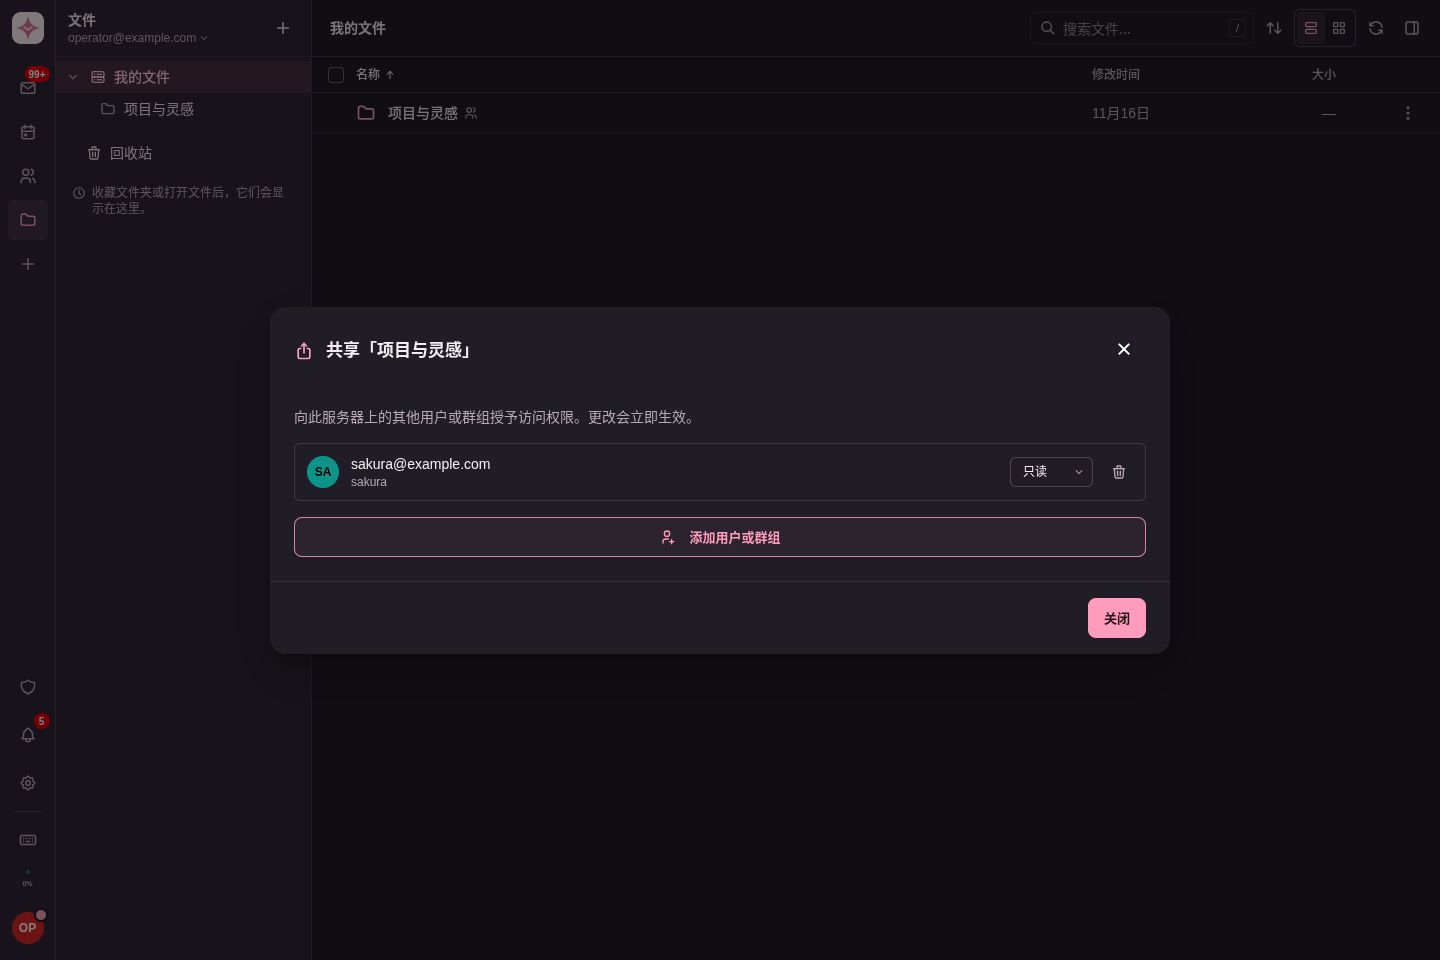 文件
operator@example.com
99+
我的文件
项目与灵感
回收站
收藏文件夹或打开文件后，它们会显
示在这里。
5
0%
OP
我的文件
搜索文件...
/
名称
修改时间
大小
项目与灵感
11月16日
—
共享「项目与灵感」
向此服务器上的其他用户或群组授予访问权限。更改会立即生效。
SA
sakura@example.com
sakura
只读
添加用户或群组
关闭